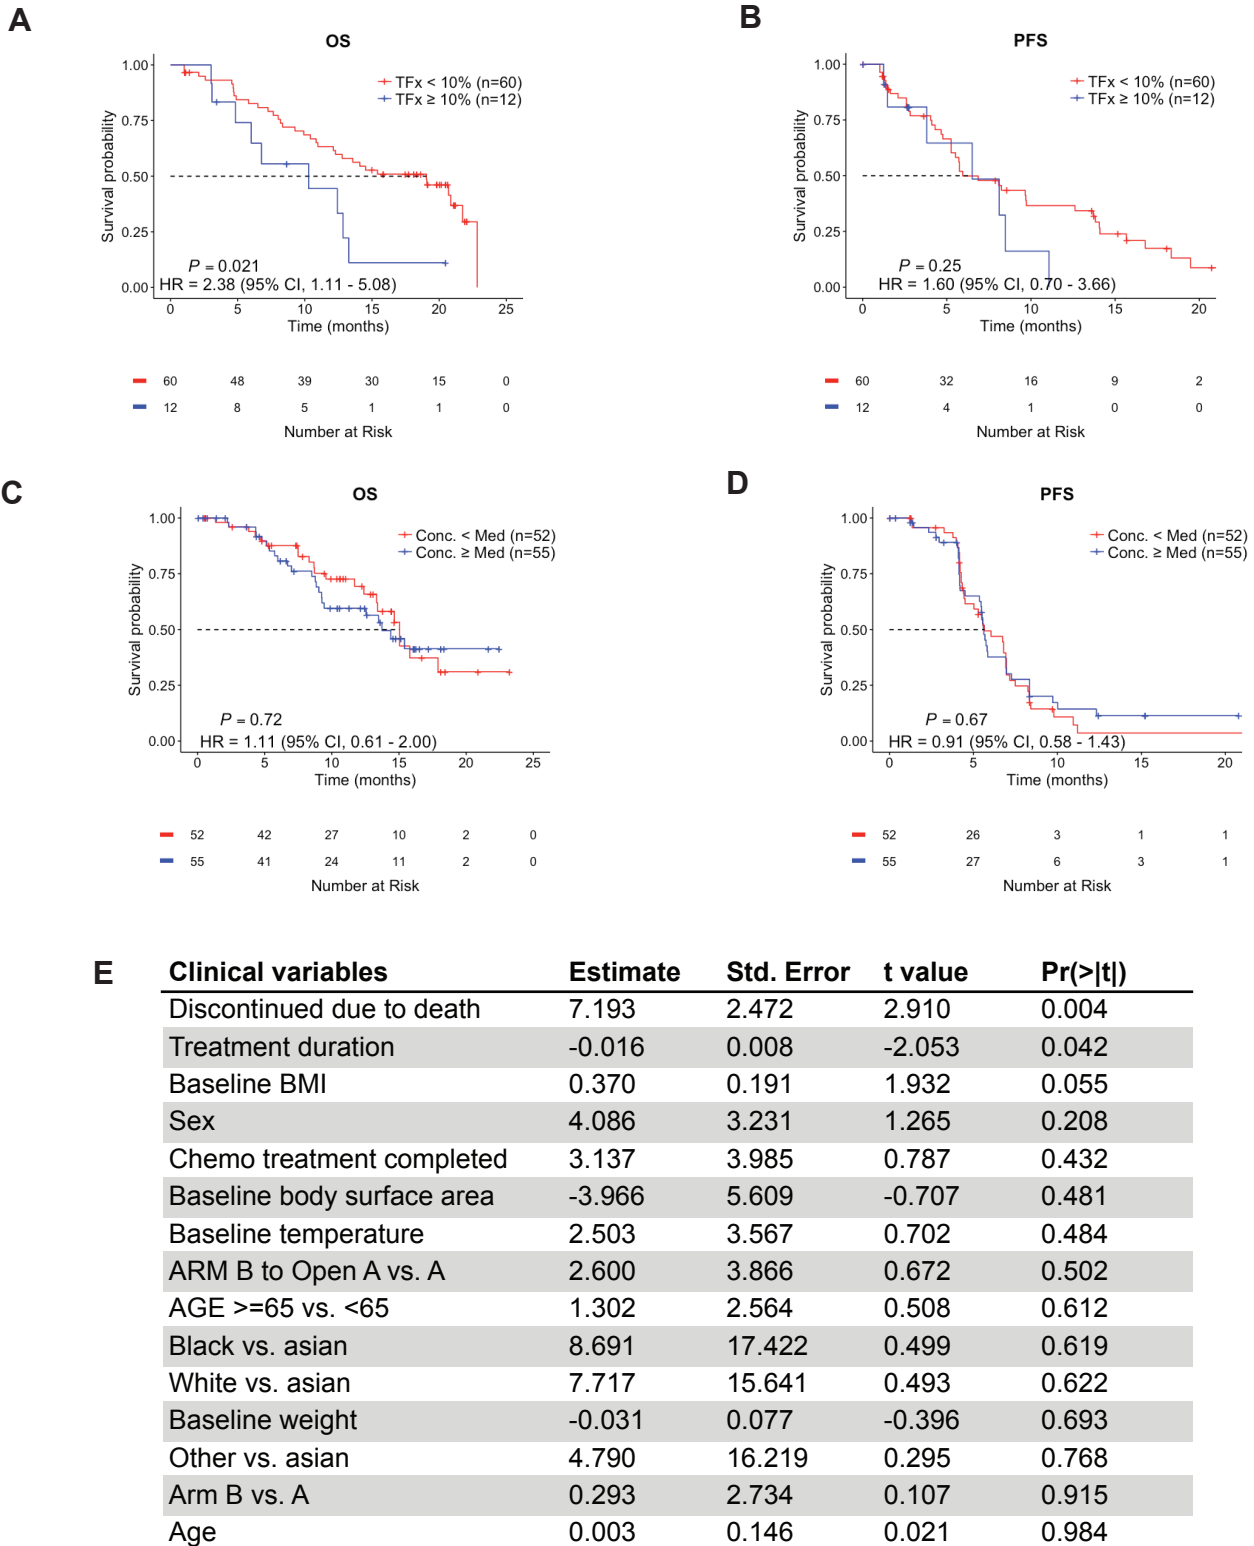 A
OS
TFx < 10% (n=60)
TFx ≥ 10% (n=12)
Survival probability
1.00
0.75
0.50
0.25
0.00
P = 0.021
HR = 2.38 (95% CI, 1.11 - 5.08)
0 5 10 15 20 25
Time (months)
60 48 39 30 15 0
12 8 5 1 1 0
Number at Risk
B
PFS
TFx < 10% (n=60)
TFx ≥ 10% (n=12)
Survival probability
1.00
0.75
0.50
0.25
0.00
P = 0.25
HR = 1.60 (95% CI, 0.70 - 3.66)
0 5 10 15 20
Time (months)
60 32 16 9 2
12 4 1 0 0
Number at Risk
C
OS
Conc. < Med (n=52)
Conc. ≥ Med (n=55)
Survival probability
1.00
0.75
0.50
0.25
0.00
P = 0.72
HR = 1.11 (95% CI, 0.61 - 2.00)
0 5 10 15 20 25
Time (months)
52 42 27 10 2 0
55 41 24 11 2 0
Number at Risk
D
PFS
Conc. < Med (n=52)
Conc. ≥ Med (n=55)
Survival probability
1.00
0.75
0.50
0.25
0.00
P = 0.67
HR = 0.91 (95% CI, 0.58 - 1.43)
0 5 10 15 20
Time (months)
52 26 3 1 1
55 27 6 3 1
Number at Risk
E
Clinical variables Estimate Std. Error t value Pr(>|t|)
Discontinued due to death 7.193 2.472 2.910 0.004
Treatment duration -0.016 0.008 -2.053 0.042
Baseline BMI 0.370 0.191 1.932 0.055
Sex 4.086 3.231 1.265 0.208
Chemo treatment completed 3.137 3.985 0.787 0.432
Baseline body surface area -3.966 5.609 -0.707 0.481
Baseline temperature 2.503 3.567 0.702 0.484
ARM B to Open A vs. A 2.600 3.866 0.672 0.502
AGE >=65 vs. <65 1.302 2.564 0.508 0.612
Black vs. asian 8.691 17.422 0.499 0.619
White vs. asian 7.717 15.641 0.493 0.622
Baseline weight -0.031 0.077 -0.396 0.693
Other vs. asian 4.790 16.219 0.295 0.768
Arm B vs. A 0.293 2.734 0.107 0.915
Age 0.003 0.146 0.021 0.984